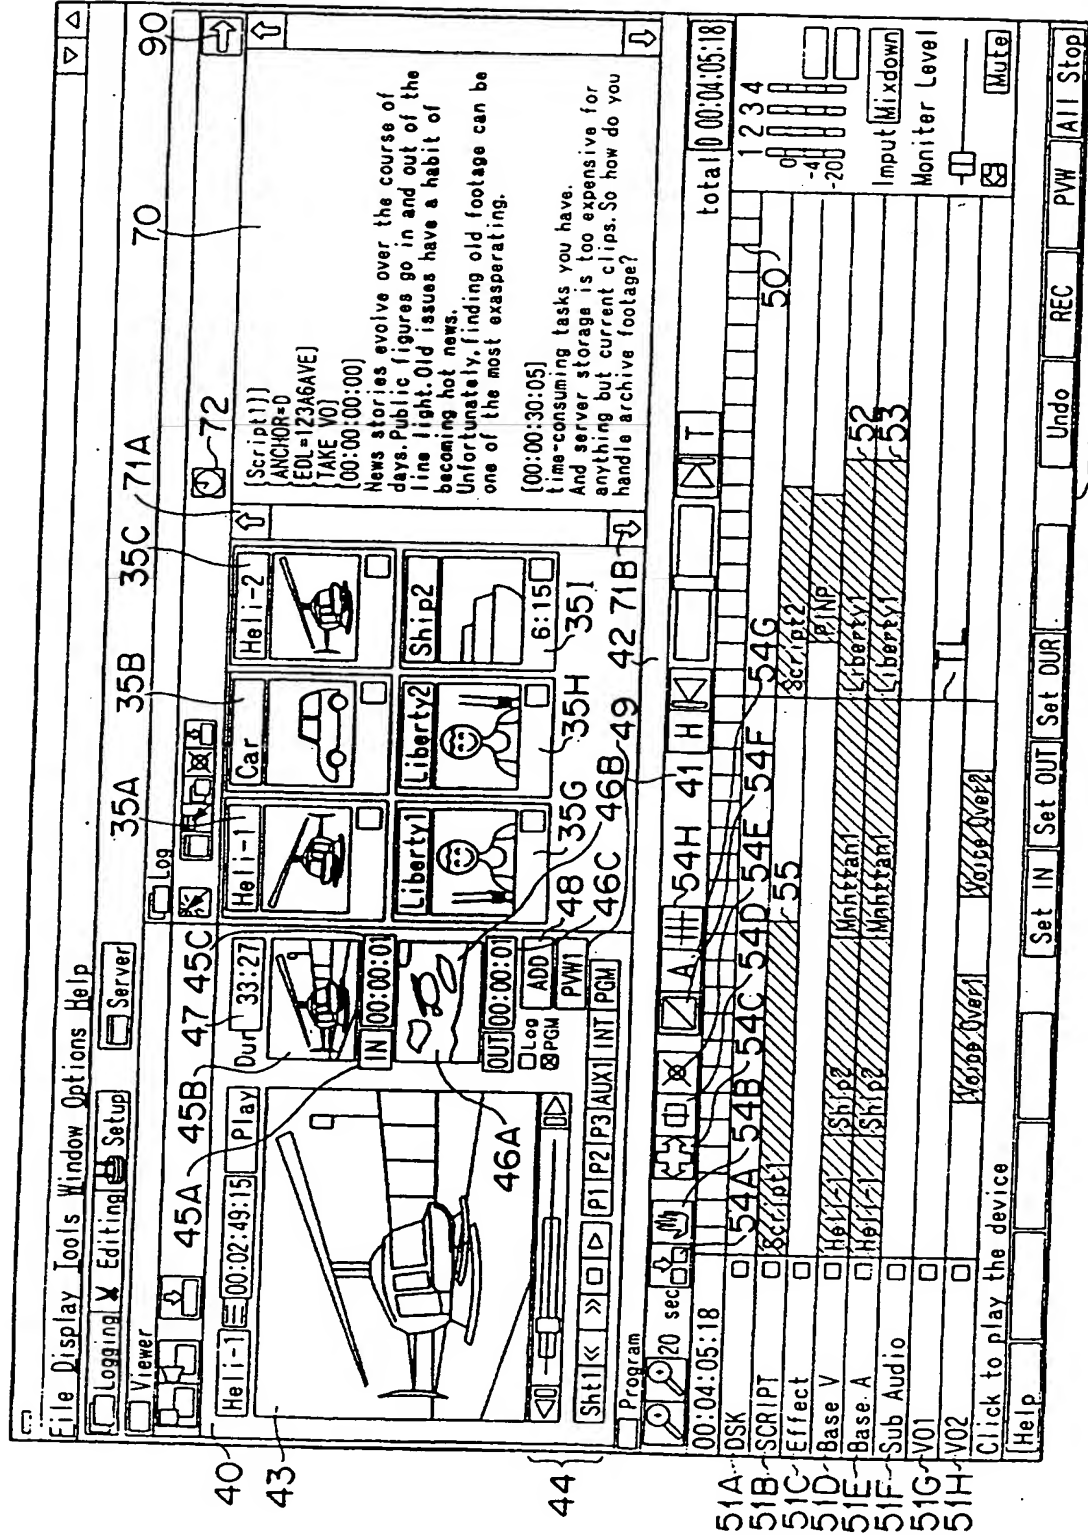 File Display Tools Window Options Help
Logging Editing Setup Server
Viewer
Log
40
43
44
45A
45B
47
45C
35A
35B
35C
71A
72
70
90
Heli-1 00:02:49:15 Play
Dur 33:27
IN 00:00:01
OUT 00:00:01
Log
PGM
ADD
PVW1
46A
Heli-1
Car
Heli-2
Liberty1
Liberty2
Ship2
6:15
35G
35H
35I
48
46C
46B
49
42
71B
[Script1]]
[ANCHOR=D
[EDL=123A6AVE]
[TAKE VO]
[00:00:00:00]
News stories evolve over the course of
days.Public figures go in and out of the
line light.Old issues have a habit of
becoming hot news.
Unfortunately,finding old footage can be
one of the most exasperating.
[00:00:30:05]
time-consuming tasks you have.
And server storage is too expensive for
anything but current clips. So how do you
handle archive footage?
Sht1 << >> P1 P2 P3 AUX1 INT PGM
Program
20 sec
A
54H
41
H
T
total 0 00:04:05:18
00:04:05:18
54A
54B
54C
54D
54E
54F
54G
50
51A DSK
51B SCRIPT
51C Effect
51D Base V
51E Base.A
51F Sub Audio
51G V01
51H V02
Script1
55
Script2
PINP
Heli-1 Ship2 Mnhttan1 Liberty1
52
Heli-1 Ship2 Mnhttan1 Liberty1
53
Voice Over1
Voice Over2
1 2 3 4
0
-4
-20
Imput Mixdown
Moniter Level
Mute
Click to play the device
Help
Set IN Set OUT Set DUR Undo REC PVW All Stop